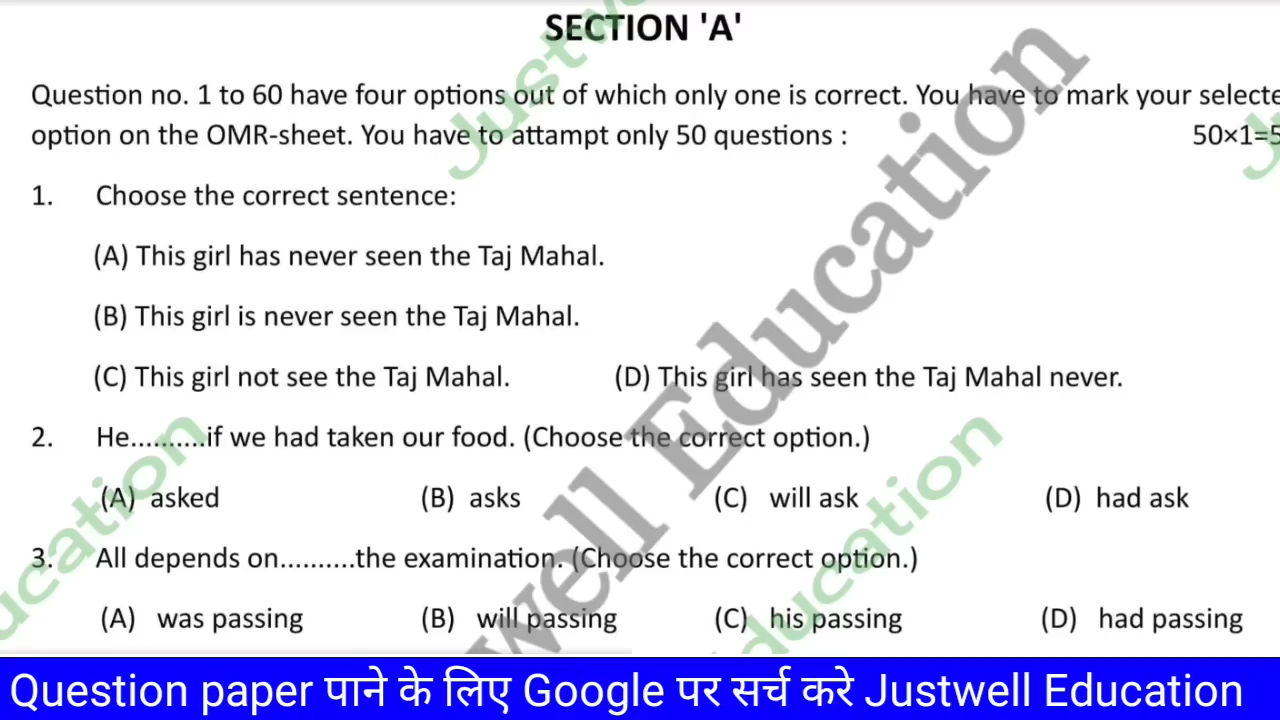 SECTION 'A'
Question no. 1 to 60 have four options out of which only one is correct. You have to mark your selecte
option on the OMR-sheet. You have to attampt only 50 questions : 50×1=5
1. Choose the correct sentence:
(A) This girl has never seen the Taj Mahal.
(B) This girl is never seen the Taj Mahal.
(C) This girl not see the Taj Mahal. (D) This girl has seen the Taj Mahal never.
2. He..........if we had taken our food. (Choose the correct option.)
(A) asked (B) asks (C) will ask (D) had ask
3. All depends on..........the examination. (Choose the correct option.)
(A) was passing (B) will passing (C) his passing (D) had passing
Question paper पाने के लिए Google पर सर्च करे Justwell Education